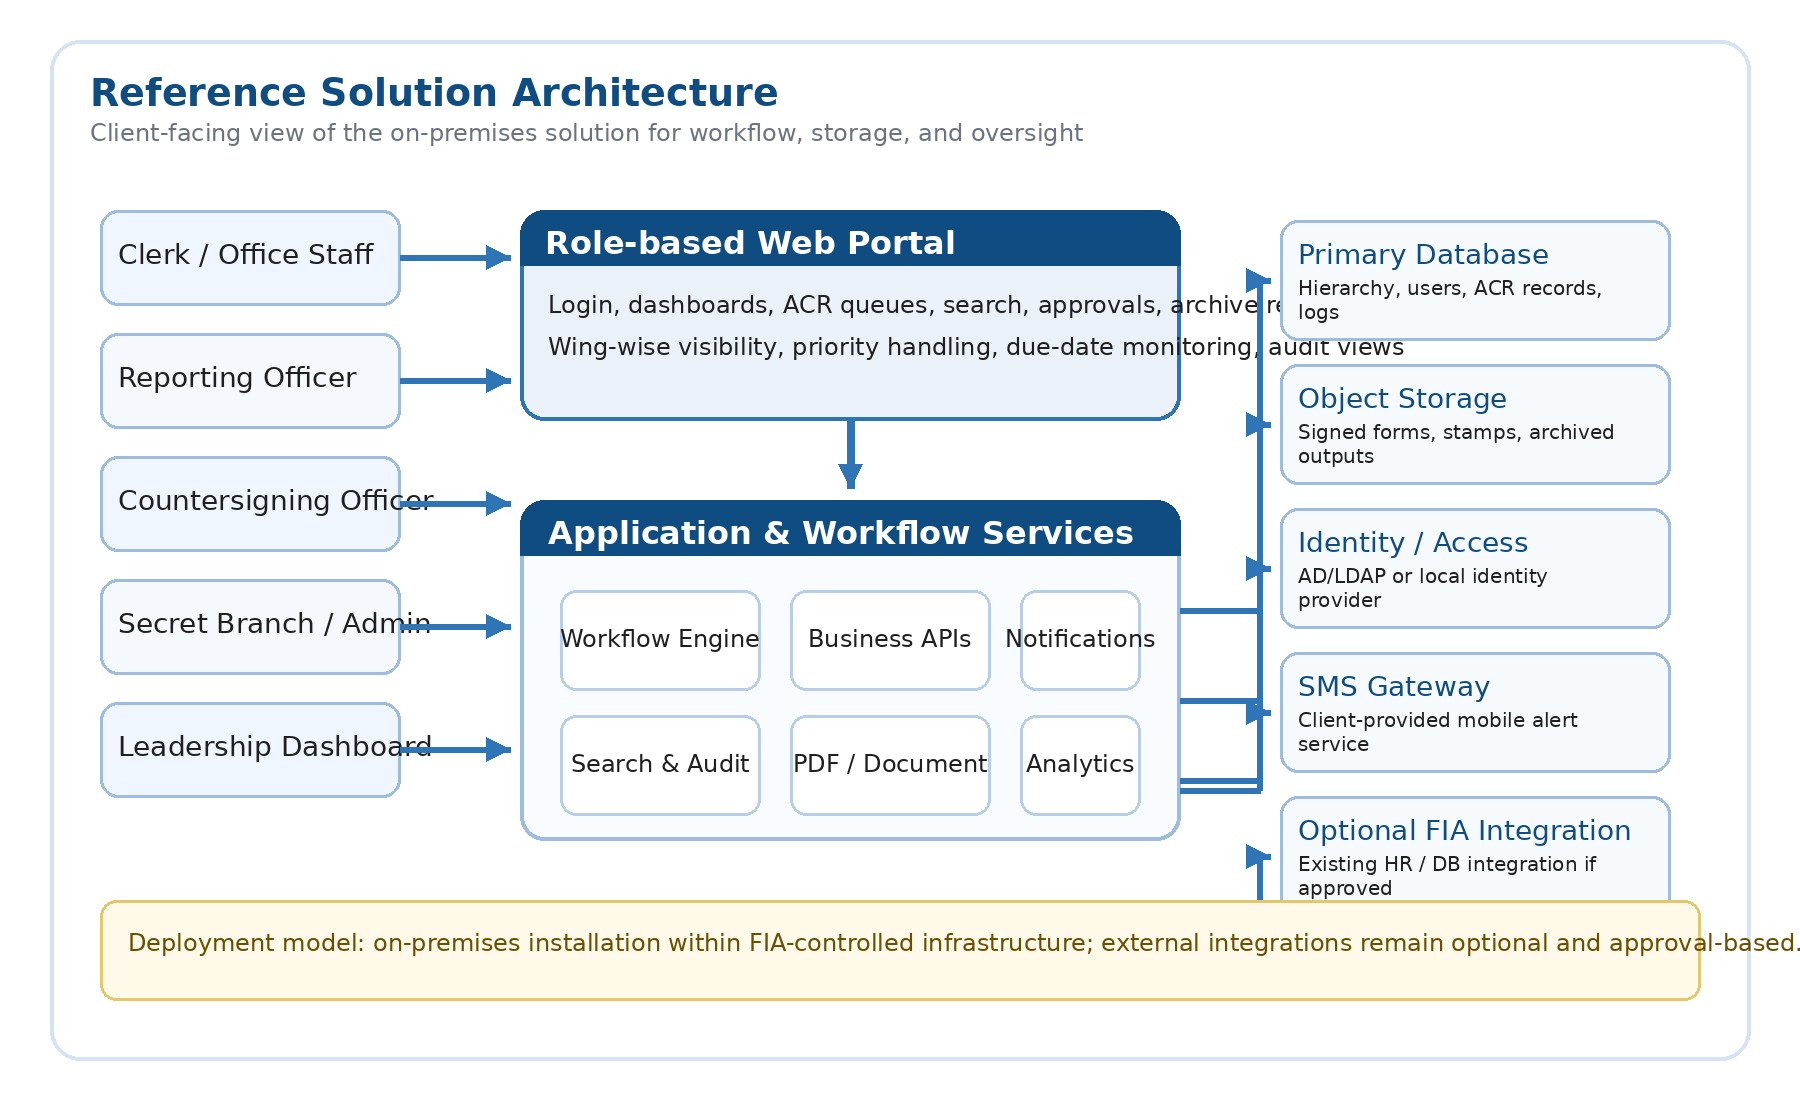 Reference Solution Architecture
Client-facing view of the on-premises solution for workflow, storage, and oversight
Clerk / Office Staff
Reporting Officer
Countersigning Officer
Secret Branch / Admin
Leadership Dashboard
Role-based Web Portal
Login, dashboards, ACR queues, search, approvals, archive
Wing-wise visibility, priority handling, due-date monitoring, audit views
Application & Workflow Services
Workflow Engine
Business APIs
Notifications
Search & Audit
PDF / Document
Analytics
Primary Database
Hierarchy, users, ACR records,
logs
Object Storage
Signed forms, stamps, archived
outputs
Identity / Access
AD/LDAP or local identity
provider
SMS Gateway
Client-provided mobile alert
service
Optional FIA Integration
Existing HR / DB integration if
approved
Deployment model: on-premises installation within FIA-controlled infrastructure; external integrations remain optional and approval-based.